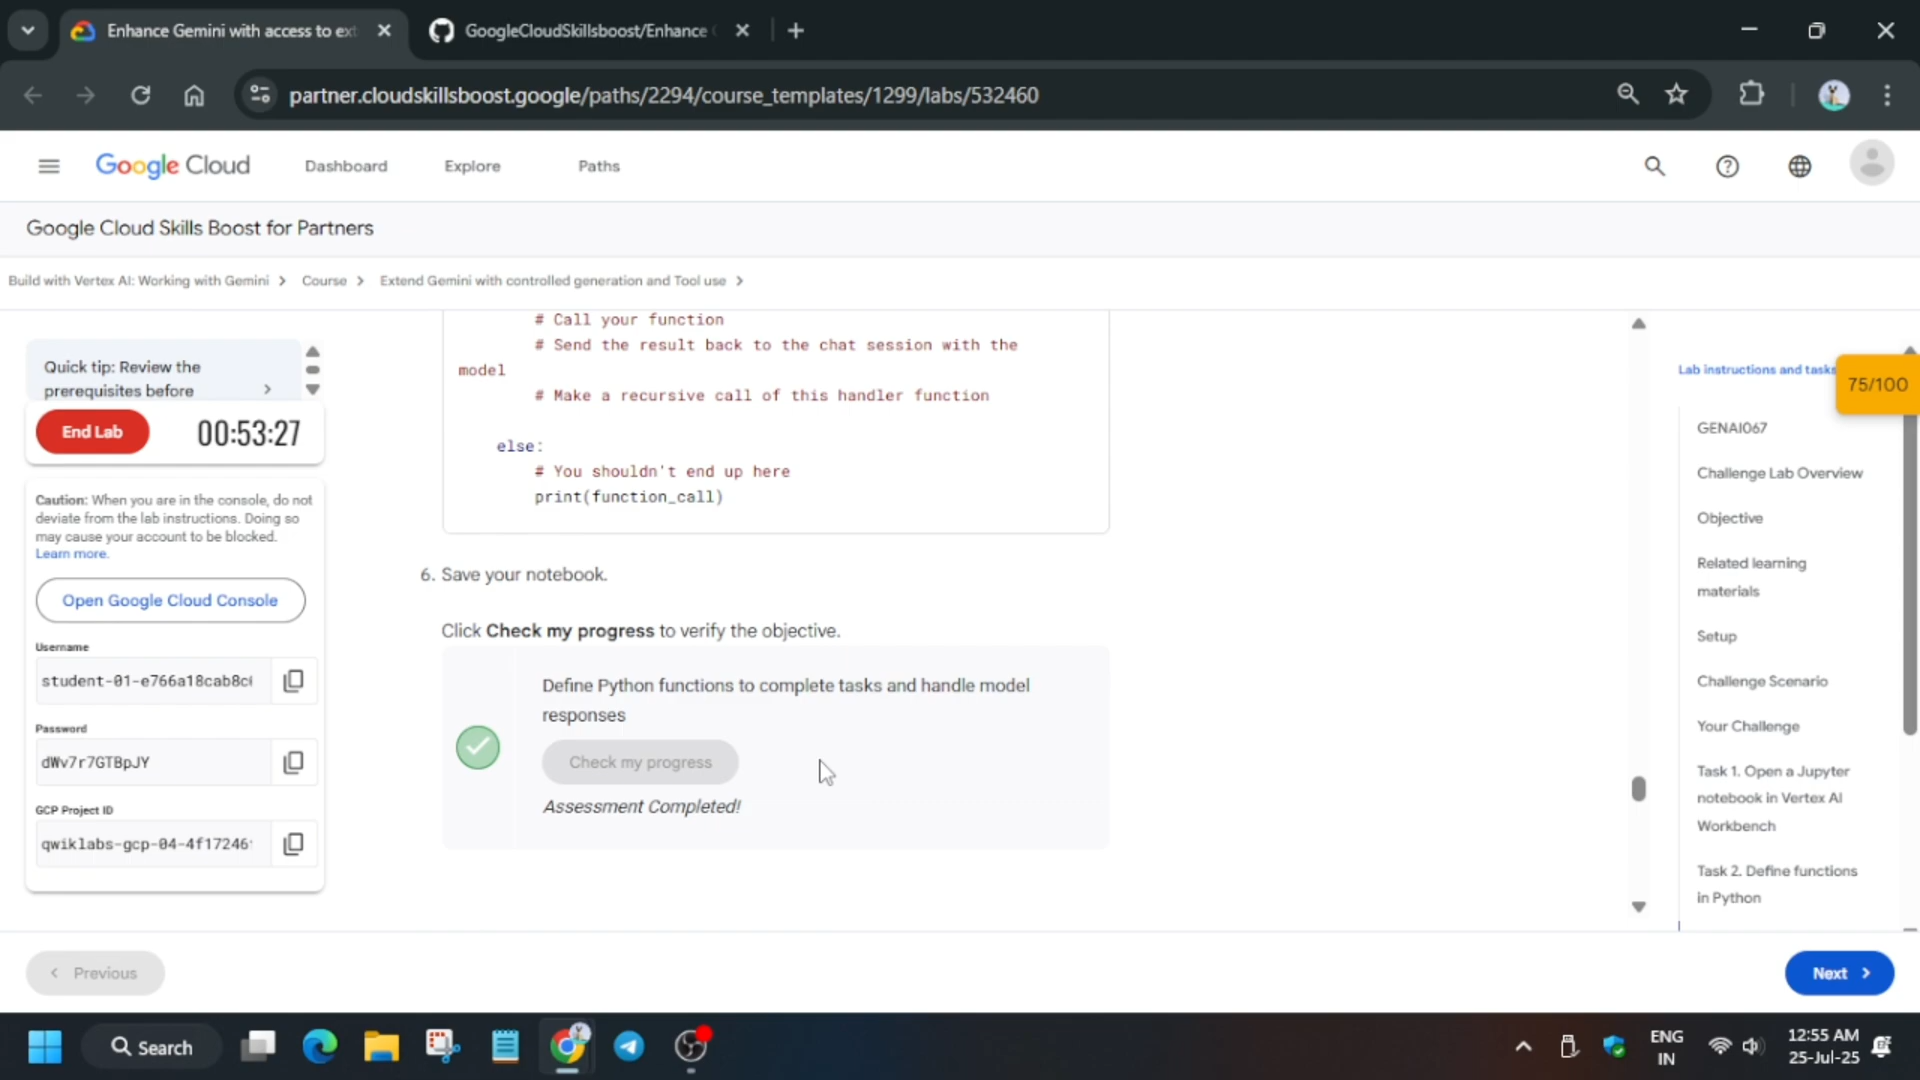 Enhance Gemini with access to ext
GoogleCloudSkillsboost/Enhance
partner.cloudskillsboost.google/paths/2294/course_templates/1299/labs/532460
Google Cloud
Dashboard
Explore
Paths
Google Cloud Skills Boost for Partners
Build with Vertex AI: Working with Gemini
Course
Extend Gemini with controlled generation and Tool use
Quick tip: Review the
prerequisites before
End Lab
00:53:27
Caution: When you are in the console, do not
deviate from the lab instructions. Doing so
may cause your account to be blocked.
Learn more.
Open Google Cloud Console
Username
student-01-e766a18cab8c
Password
dWv7r7GTBpJY
GCP Project ID
qwiklabs-gcp-04-4f17246
# Call your function
# Send the result back to the chat session with the
model
# Make a recursive call of this handler function
else:
# You shouldn't end up here
print(function_call)
6. Save your notebook.
Click Check my progress to verify the objective.
Define Python functions to complete tasks and handle model
responses
Check my progress
Assessment Completed!
Lab instructions and tasks
75/100
GENAI067
Challenge Lab Overview
Objective
Related learning
materials
Setup
Challenge Scenario
Your Challenge
Task 1. Open a Jupyter
notebook in Vertex AI
Workbench
Task 2. Define functions
in Python
Previous
Next
Search
ENG
IN
12:55 AM
25-Jul-25